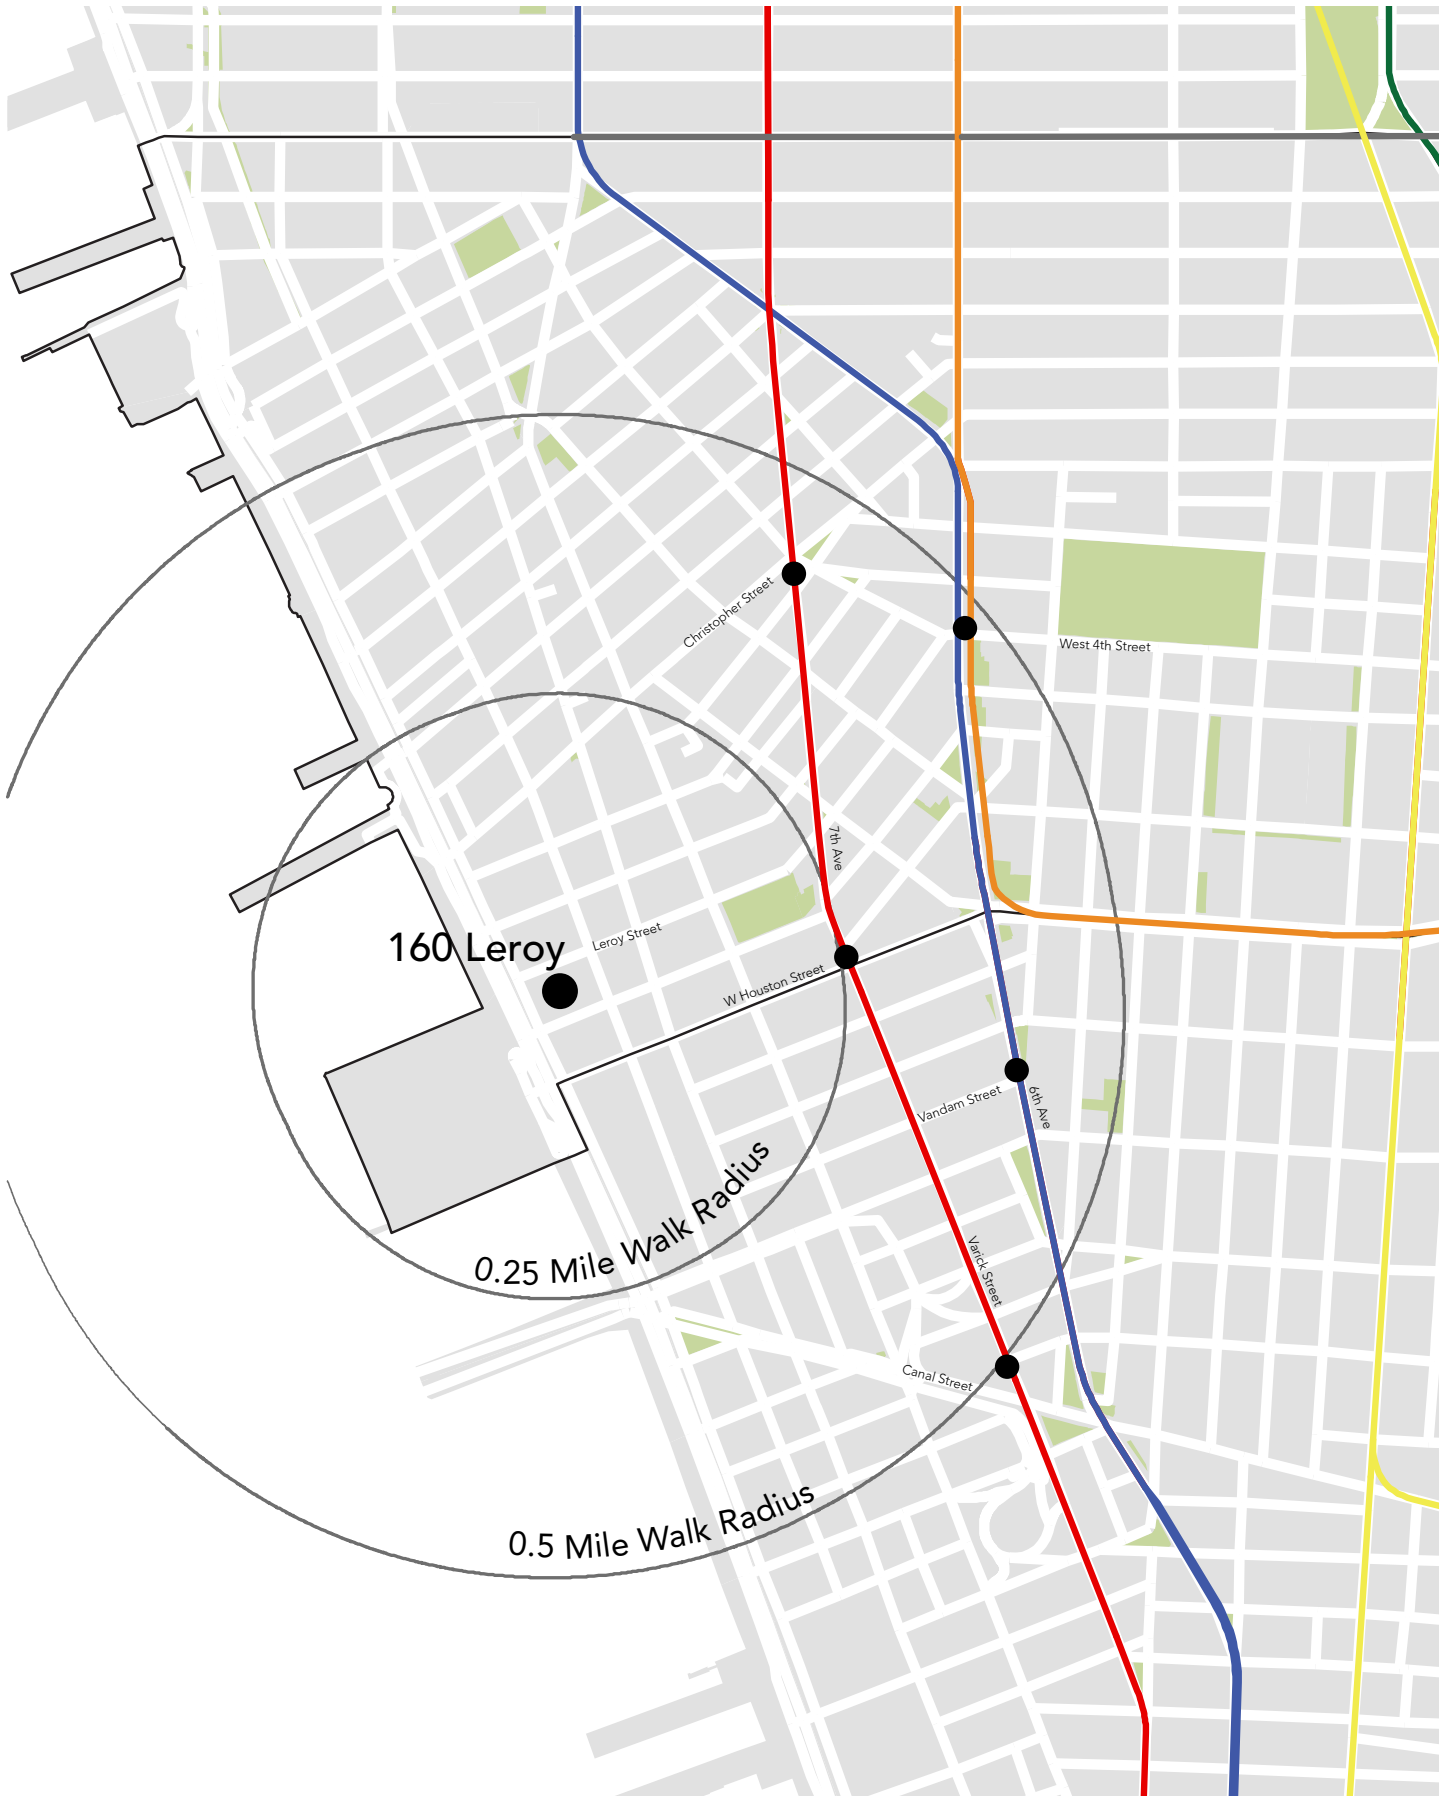 Christopher Street
West 4th Street
7th Ave
Leroy Street
160 Leroy
W Houston Street
Vandam Street
6th Ave
0.25 Mile Walk Radius
Varick Street
Canal Street
0.5 Mile Walk Radius